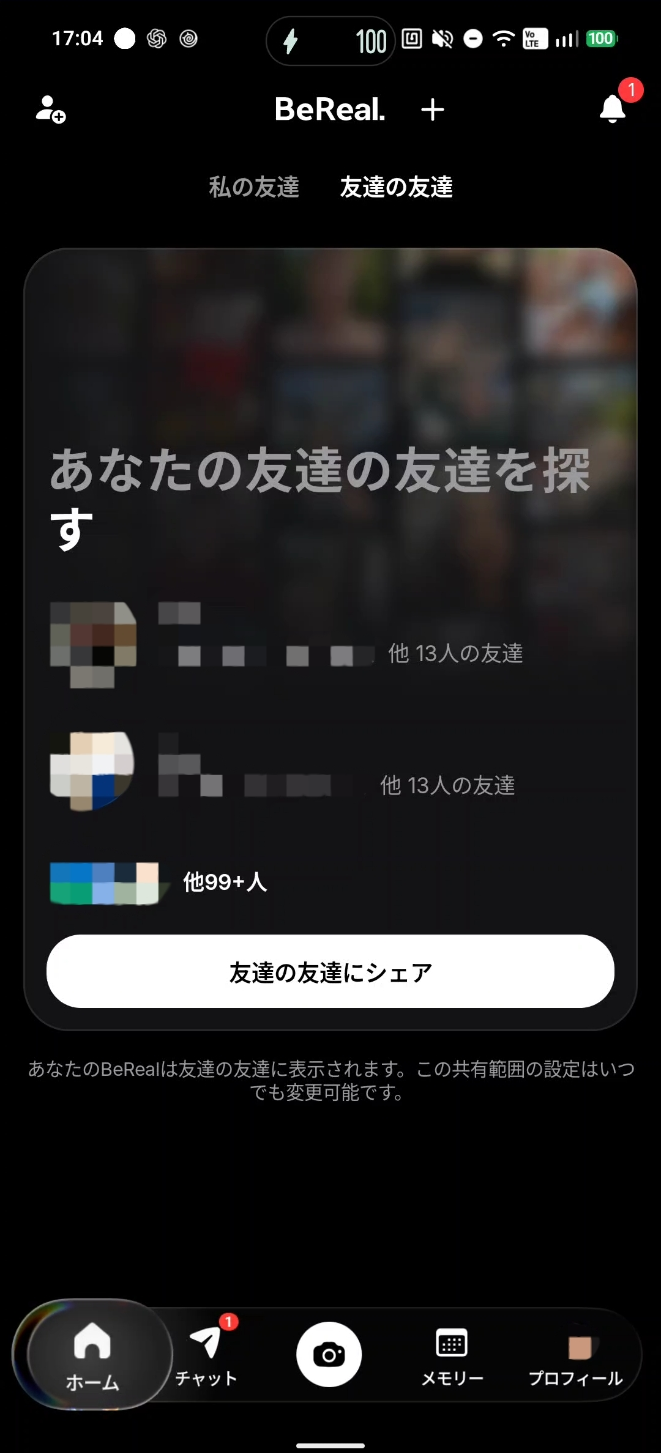 17:04
100
Vo
LTE
100
BeReal.
1
私の友達 友達の友達
あなたの友達の友達を探
す
他 13人の友達
他 13人の友達
他99+人
友達の友達にシェア
あなたのBeRealは友達の友達に表示されます。この共有範囲の設定はいつ
でも変更可能です。
1
ホーム チャット メモリー プロフィール